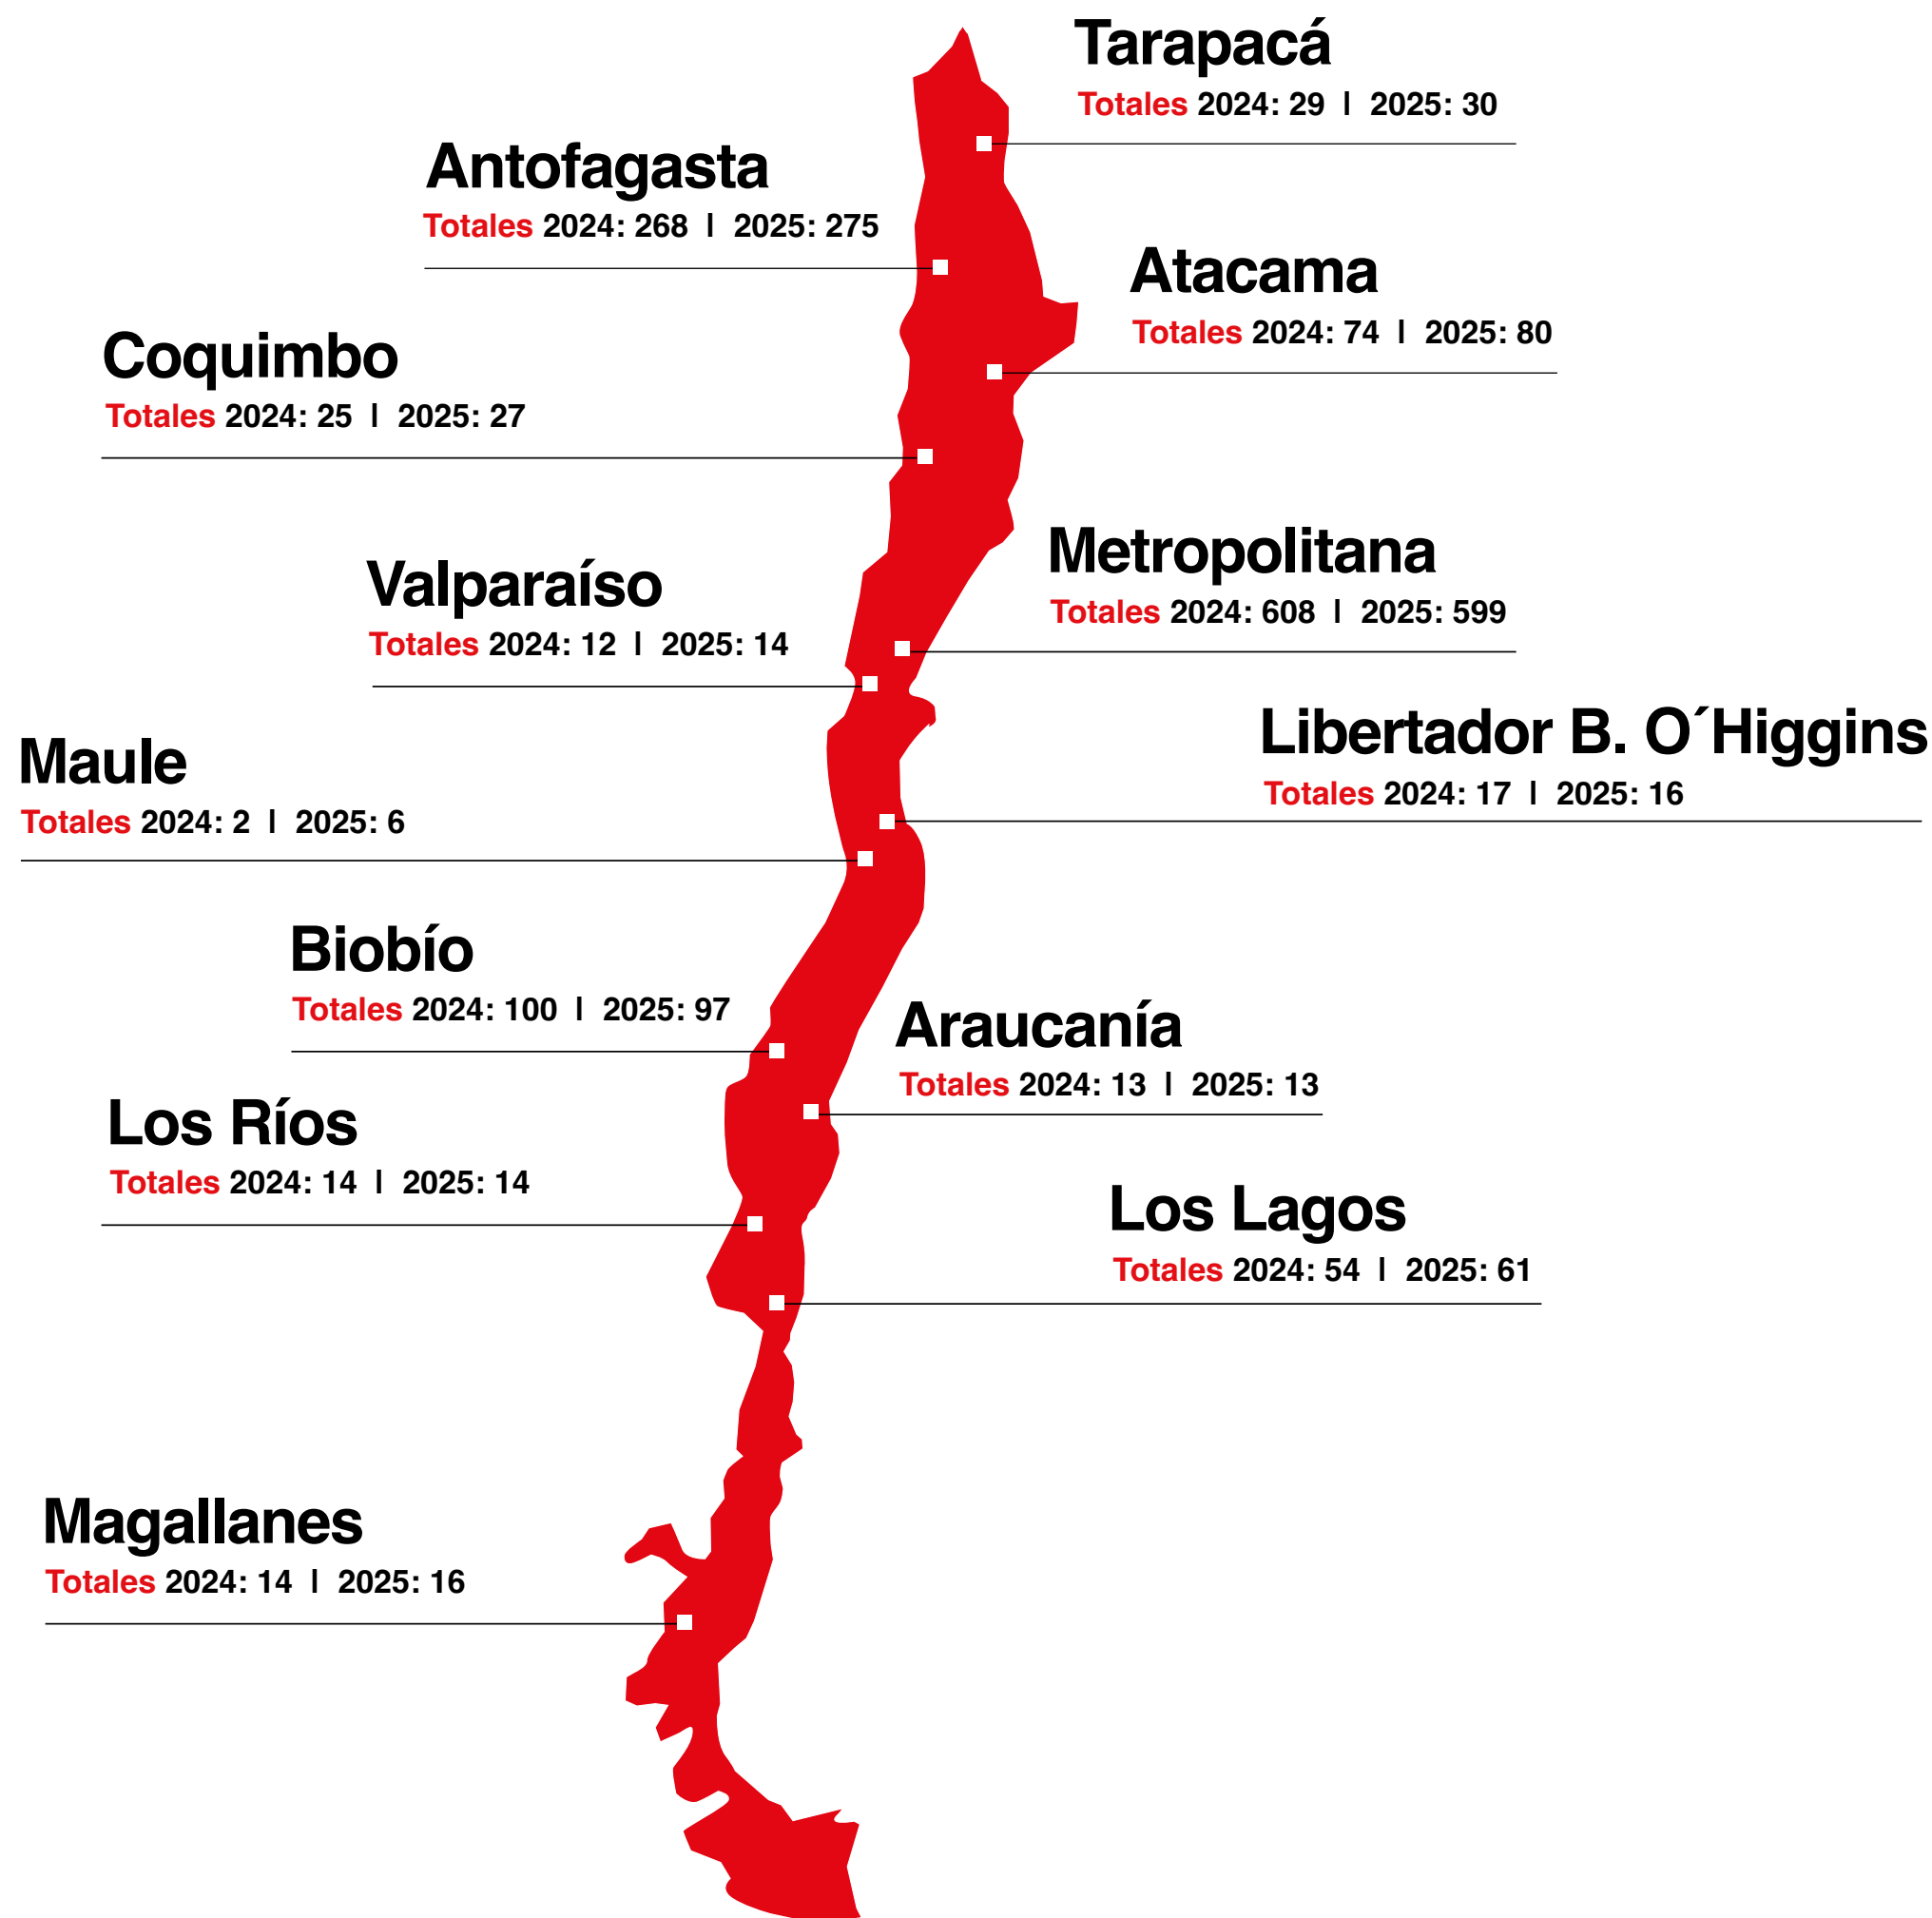 Tarapacá
Totales 2024: 29 | 2025: 30
Antofagasta
Totales 2024: 268 | 2025: 275
Atacama
Totales 2024: 74 | 2025: 80
Coquimbo
Totales 2024: 25 | 2025: 27
Metropolitana
Totales 2024: 608 | 2025: 599
Valparaíso
Totales 2024: 12 | 2025: 14
Libertador B. O´Higgins
Totales 2024: 17 | 2025: 16
Maule
Totales 2024: 2 | 2025: 6
Biobío
Totales 2024: 100 | 2025: 97
Araucanía
Totales 2024: 13 | 2025: 13
Los Ríos
Totales 2024: 14 | 2025: 14
Los Lagos
Totales 2024: 54 | 2025: 61
Magallanes
Totales 2024: 14 | 2025: 16